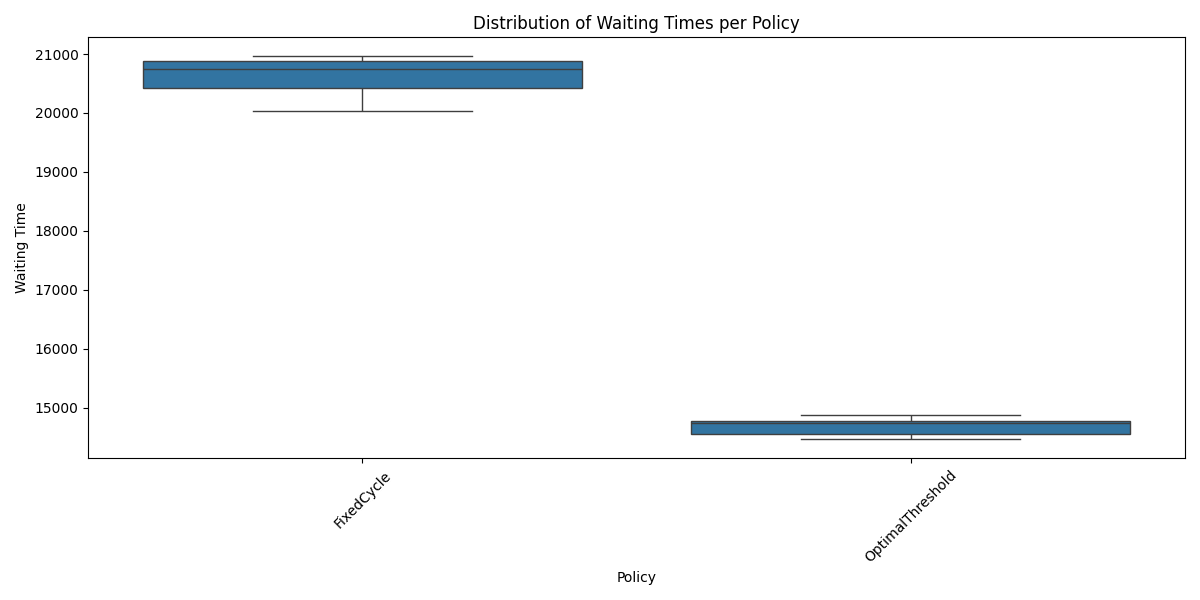 Distribution of Waiting Times per Policy
21000
20000
19000
18000
17000
16000
15000
Waiting Time
FixedCycle
OptimalThreshold
Policy